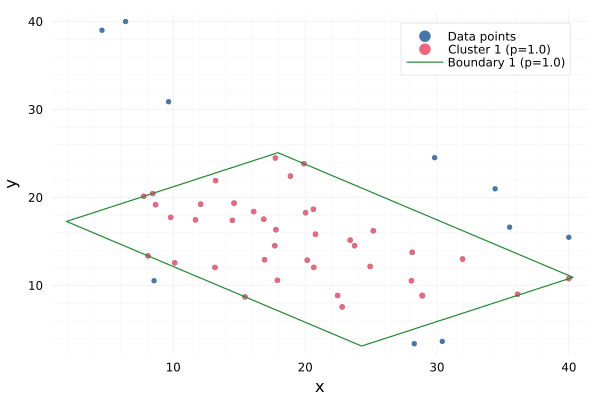 40
Data points
Cluster 1 (p=1.0)
Boundary 1 (p=1.0)
30
y
20
10
10 20 30 40
x